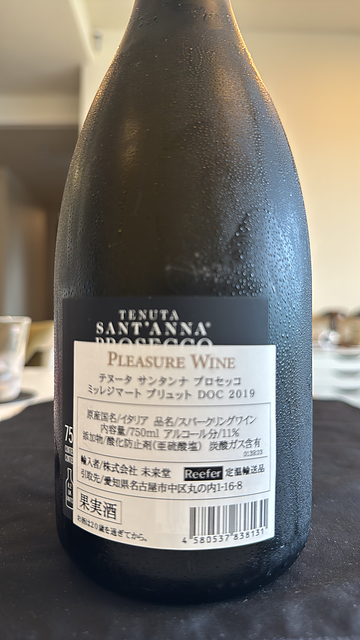 TENUTA
SANT'ANNA®
PROSECCO
PLEASURE WINE
テヌータ サンタンナ プロセッコ
ミッレジマート ブリュット DOC 2019
原産国名/イタリア 品名/スパークリングワイン
内容量/750ml アルコール分/11%
添加物/酸化防止剤(亜硫酸塩) 炭酸ガス含有
輸入者/株式会社 未来堂 Reefer 定温輸送品
引取先/愛知県名古屋市中区丸の内1-16-8
果実酒
お酒は20歳を過ぎてから。
4 580537 838131
75